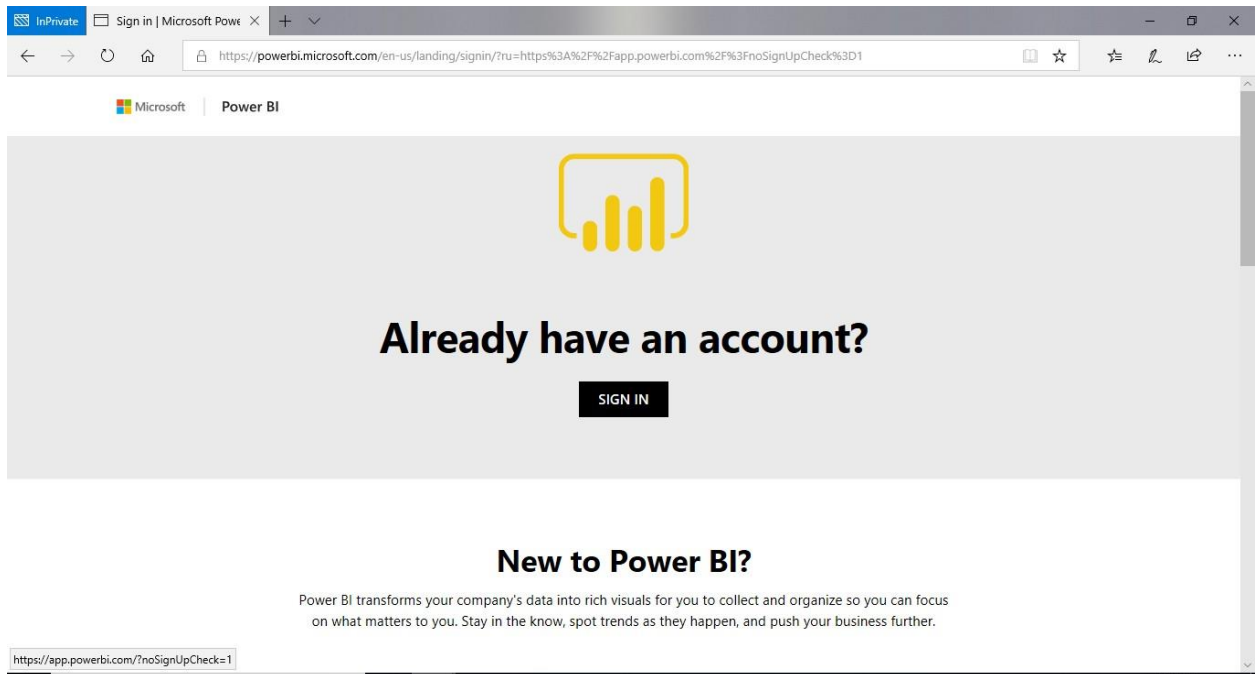 InPrivate
Sign in | Microsoft Powe
https://powerbi.microsoft.com/en-us/landing/signin/?ru=https%3A%2F%2Fapp.powerbi.com%2F%3FnoSignUpCheck%3D1
Microsoft
Power BI
Already have an account?
SIGN IN
New to Power BI?
Power BI transforms your company's data into rich visuals for you to collect and organize so you can focus
on what matters to you. Stay in the know, spot trends as they happen, and push your business further.
https://app.powerbi.com/?noSignUpCheck=1